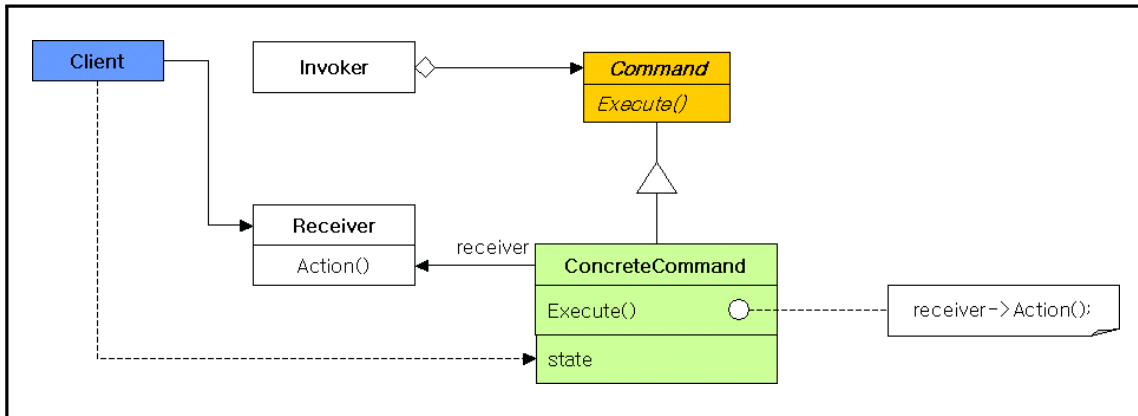 Client
Invoker
Command
Execute()
Receiver
Action()
receiver
ConcreteCommand
Execute()
receiver->Action();
state